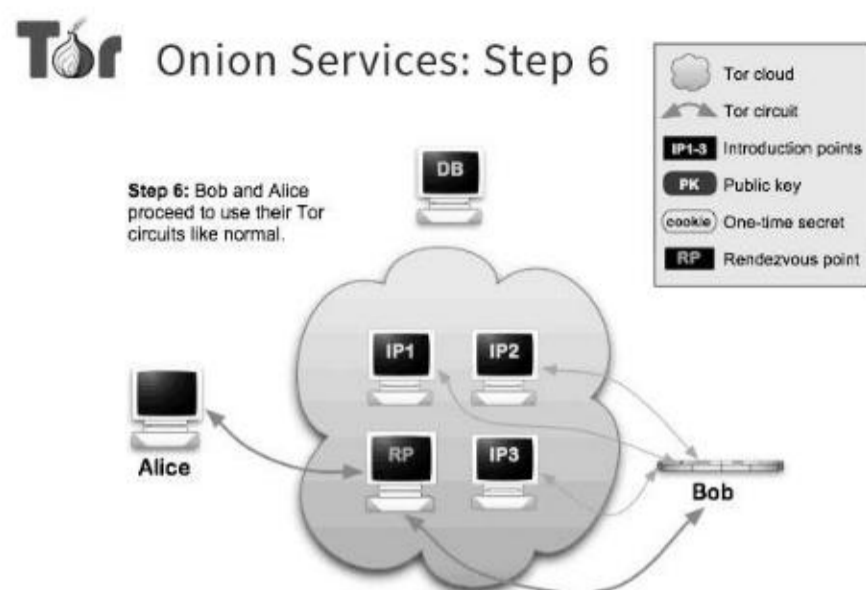 Tor Onion Services: Step 6
Tor cloud
Tor circuit
IP1-3 Introduction points
PK Public key
cookie One-time secret
RP Rendezvous point
DB
Step 6: Bob and Alice
proceed to use their Tor
circuits like normal.
IP1
IP2
Alice
RP
IP3
Bob